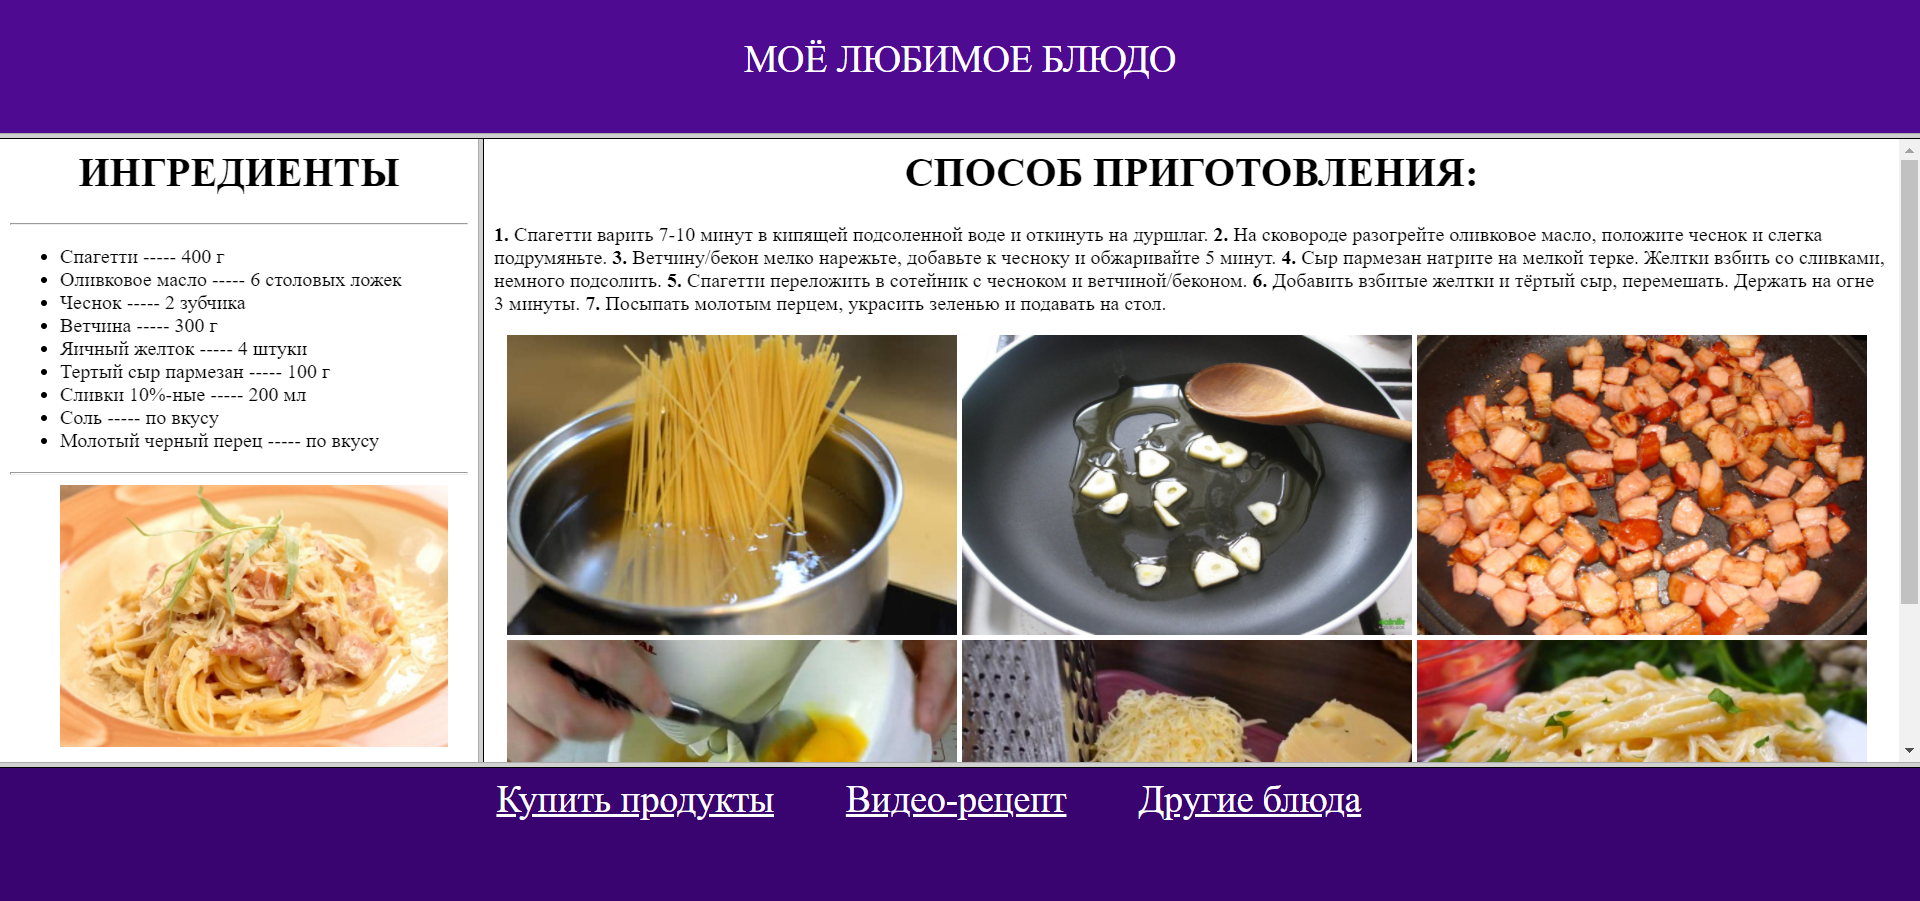 МОЁ ЛЮБИМОЕ БЛЮДО
ИНГРЕДИЕНТЫ
Спагетти ----- 400 г
Оливковое масло ----- 6 столовых ложек
Чеснок ----- 2 зубчика
Ветчина ----- 300 г
Яичный желток ----- 4 штуки
Тертый сыр пармезан ----- 100 г
Сливки 10%-ные ----- 200 мл
Соль ----- по вкусу
Молотый черный перец ----- по вкусу
СПОСОБ ПРИГОТОВЛЕНИЯ:
1. Спагетти варить 7-10 минут в кипящей подсоленной воде и откинуть на дуршлаг. 2. На сковороде разогрейте оливковое масло, положите чеснок и слегка
подрумяньте. 3. Ветчину/бекон мелко нарежьте, добавьте к чесноку и обжаривайте 5 минут. 4. Сыр пармезан натрите на мелкой терке. Желтки взбить со сливками,
немного подсолить. 5. Спагетти переложить в сотейник с чесноком и ветчиной/беконом. 6. Добавить взбитые желтки и тёртый сыр, перемешать. Держать на огне
3 минуты. 7. Посыпать молотым перцем, украсить зеленью и подавать на стол.
Купить продукты Видео-рецепт Другие блюда